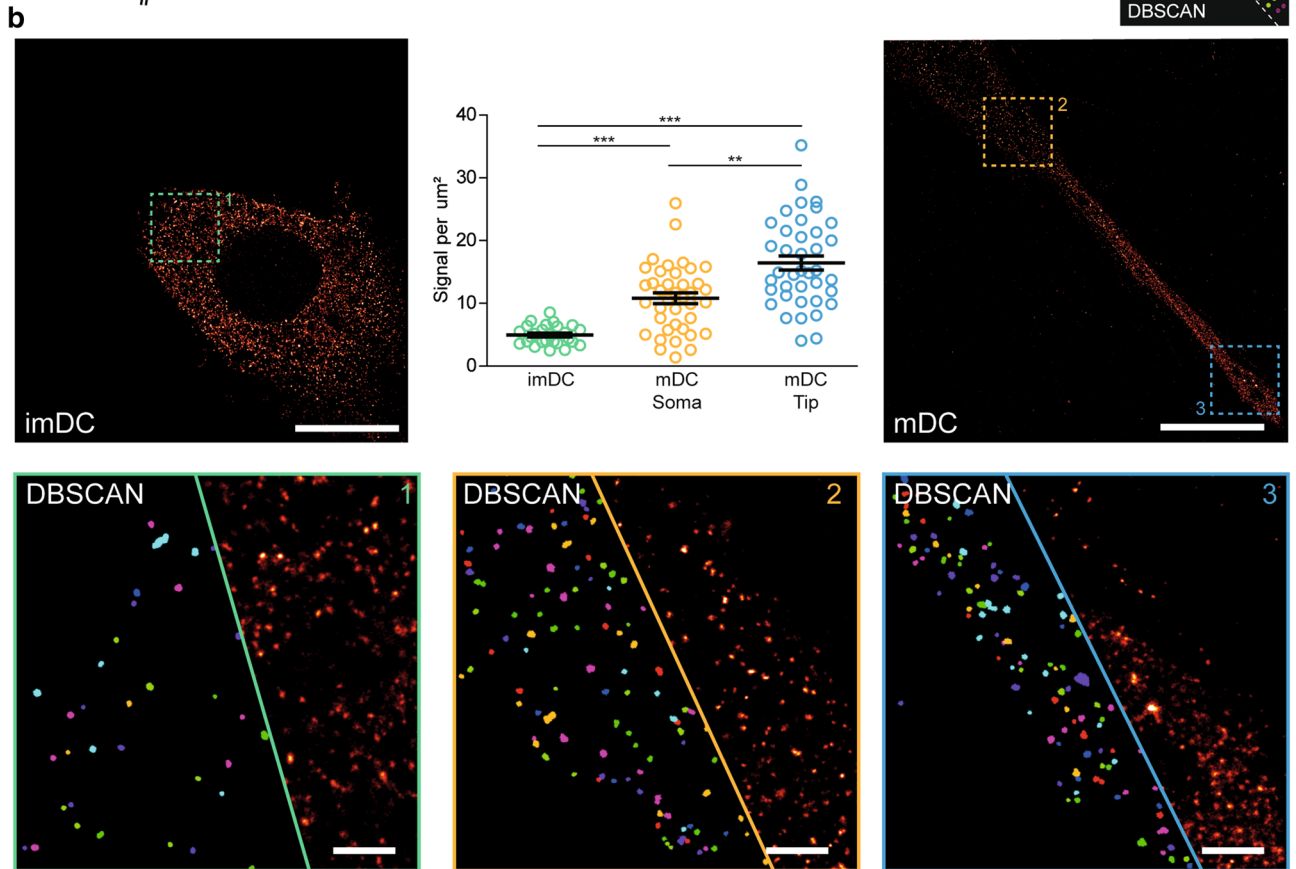 b
DBSCAN
1
imDC
40
30
20
10
0
Signal per um²
***
***
**
imDC
mDC
Soma
mDC
Tip
2
3
mDC
DBSCAN
1
DBSCAN
2
DBSCAN
3